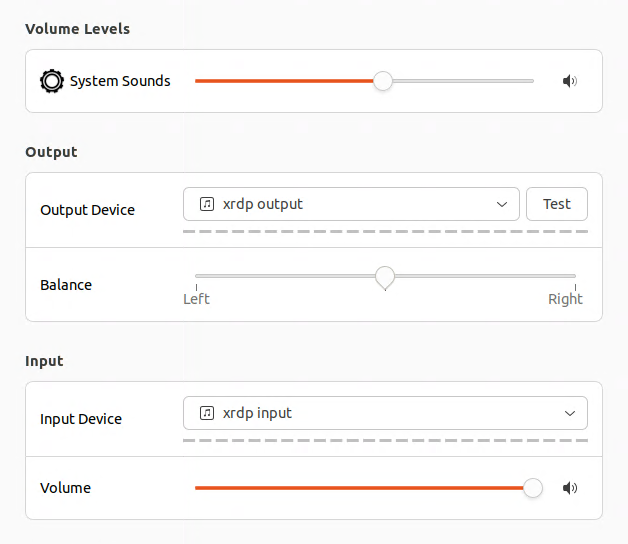 Volume Levels
System Sounds
Output
Output Device
xrdp output
Test
Balance
Left
Right
Input
Input Device
xrdp input
Volume